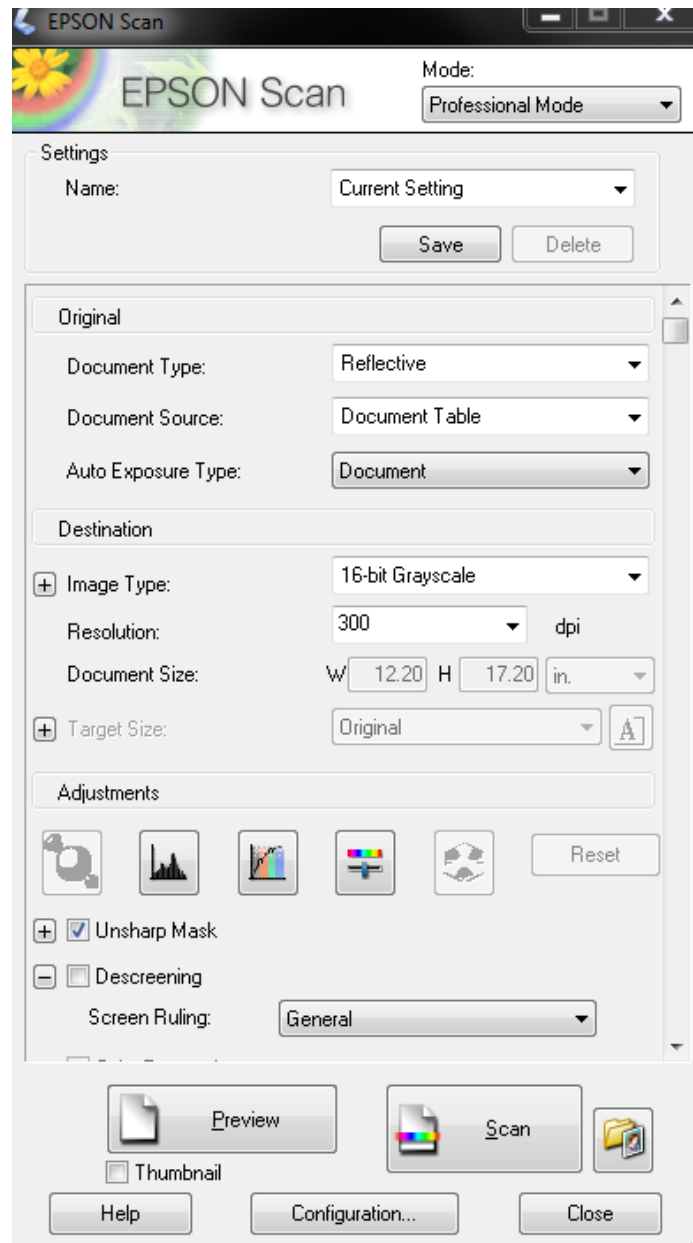 EPSON Scan
EPSON Scan
Mode:
Professional Mode
Settings
Name:
Current Setting
Save
Delete
Original
Document Type:
Reflective
Document Source:
Document Table
Auto Exposure Type:
Document
Destination
Image Type:
16-bit Grayscale
Resolution:
300
dpi
Document Size:
W 12.20 H 17.20 in.
Target Size:
Original
A
Adjustments
Reset
Unsharp Mask
Descreening
Screen Ruling:
General
Preview
Scan
Thumbnail
Help
Configuration...
Close